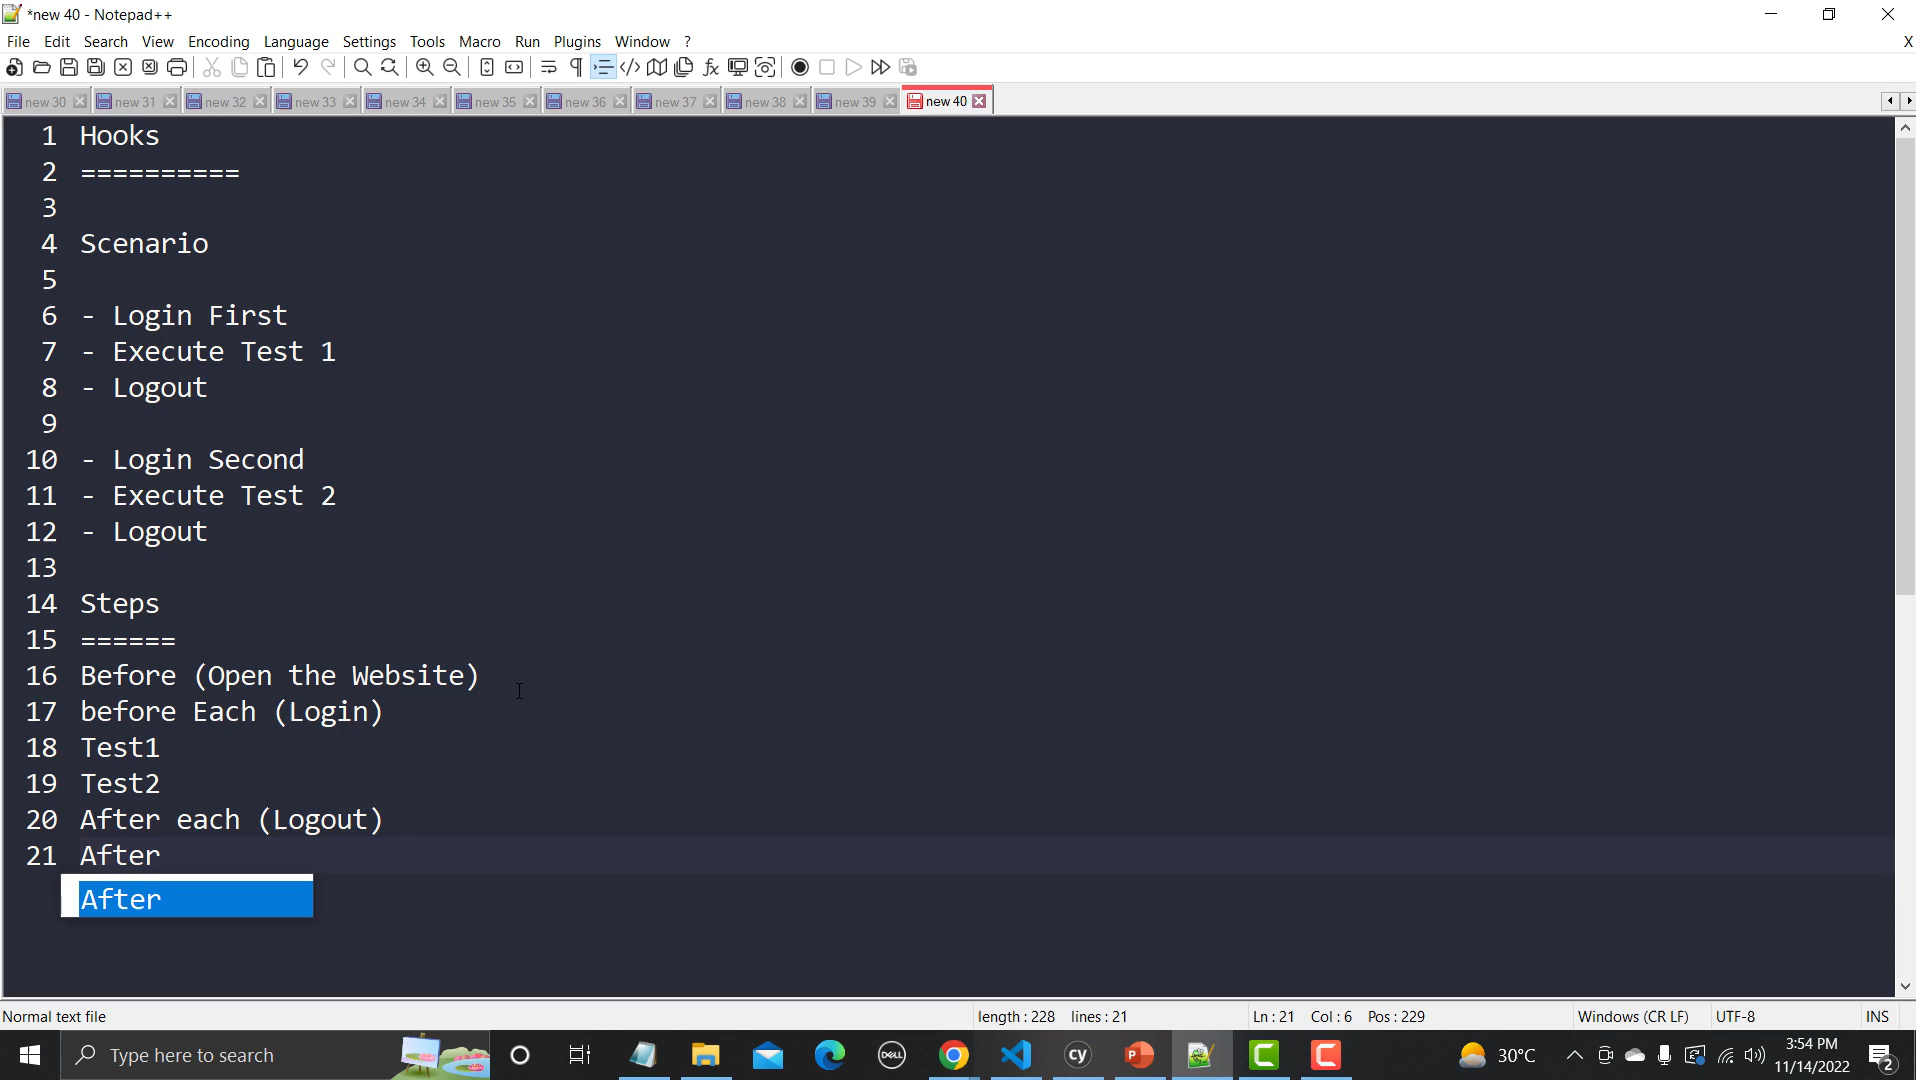 *new 40 - Notepad++
File Edit Search View Encoding Language Settings Tools Macro Run Plugins Window ? X
new 30 new 31 new 32 new 33 new 34 new 35 new 36 new 37 new 38 new 39 new 40
1 Hooks
2 ==========
3
4 Scenario
5
6 - Login First
7 - Execute Test 1
8 - Logout
9
10 - Login Second
11 - Execute Test 2
12 - Logout
13
14 Steps
15 ======
16 Before (Open the Website)
17 before Each (Login)
18 Test1
19 Test2
20 After each (Logout)
21 After
After
Normal text file length : 228 lines : 21 Ln : 21 Col : 6 Pos : 229 Windows (CR LF) UTF-8 INS
Type here to search DELL cy P 30°C 3:54 PM
11/14/2022 2